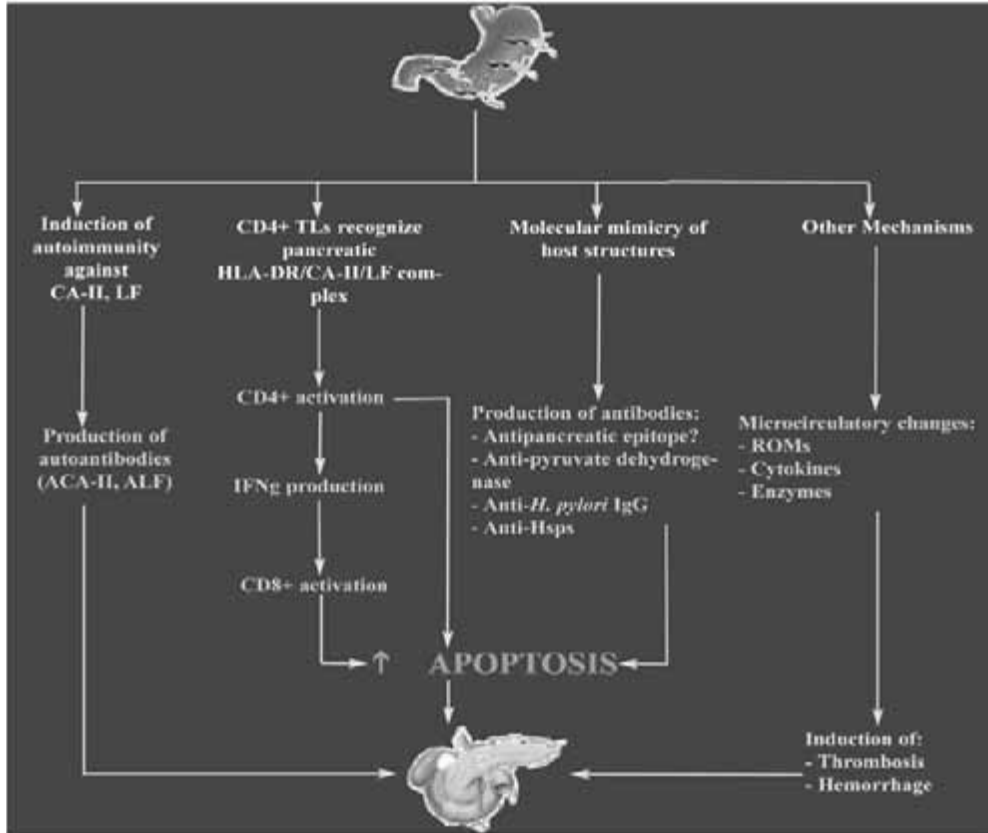 Induction of
autoimmunity
against
CA-II, LF
CD4+ TLs recognize
pancreatic
HLA-DR/CA-II/LF com-
plex
Molecular mimicry of
host structures
Other Mechanisms
Production of
autoantibodies
(ACA-II, ALF)
CD4+ activation
IFNg production
CD8+ activation
Production of antibodies:
- Antipancreatic epitope?
- Anti-pyruvate dehydroge-
nase
- Anti-H. pylori IgG
- Anti-Hsps
Microcirculatory changes:
- ROMs
- Cytokines
- Enzymes
↑ APOPTOSIS
Induction of:
- Thrombosis
- Hemorrhage